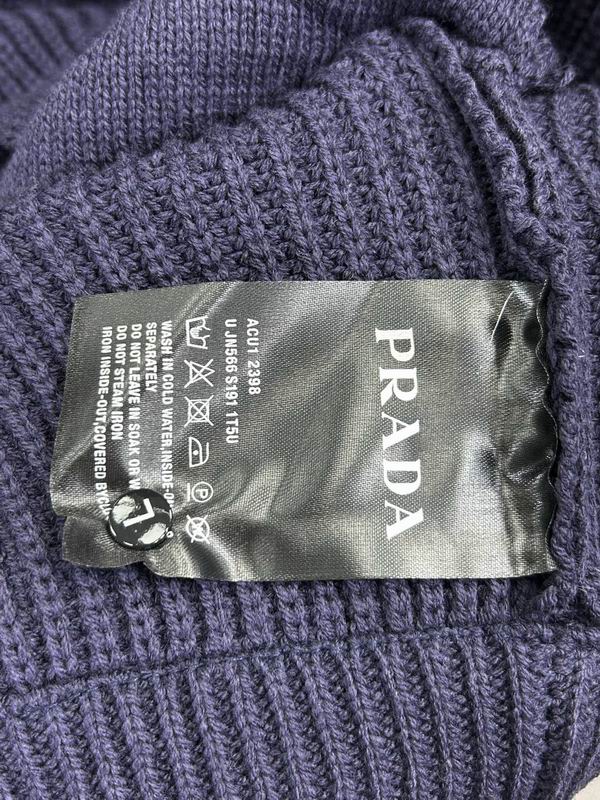 PRADA
ACU1 2398
U JN566 S191 1T5U
P
WASH IN COLD WATER,INSIDE-
SEPARATELY
DO NOT LEAVE IN SOAK OR
DO NOT STEAM IRON
IRON INSIDE-OUT,COVERED BY
L